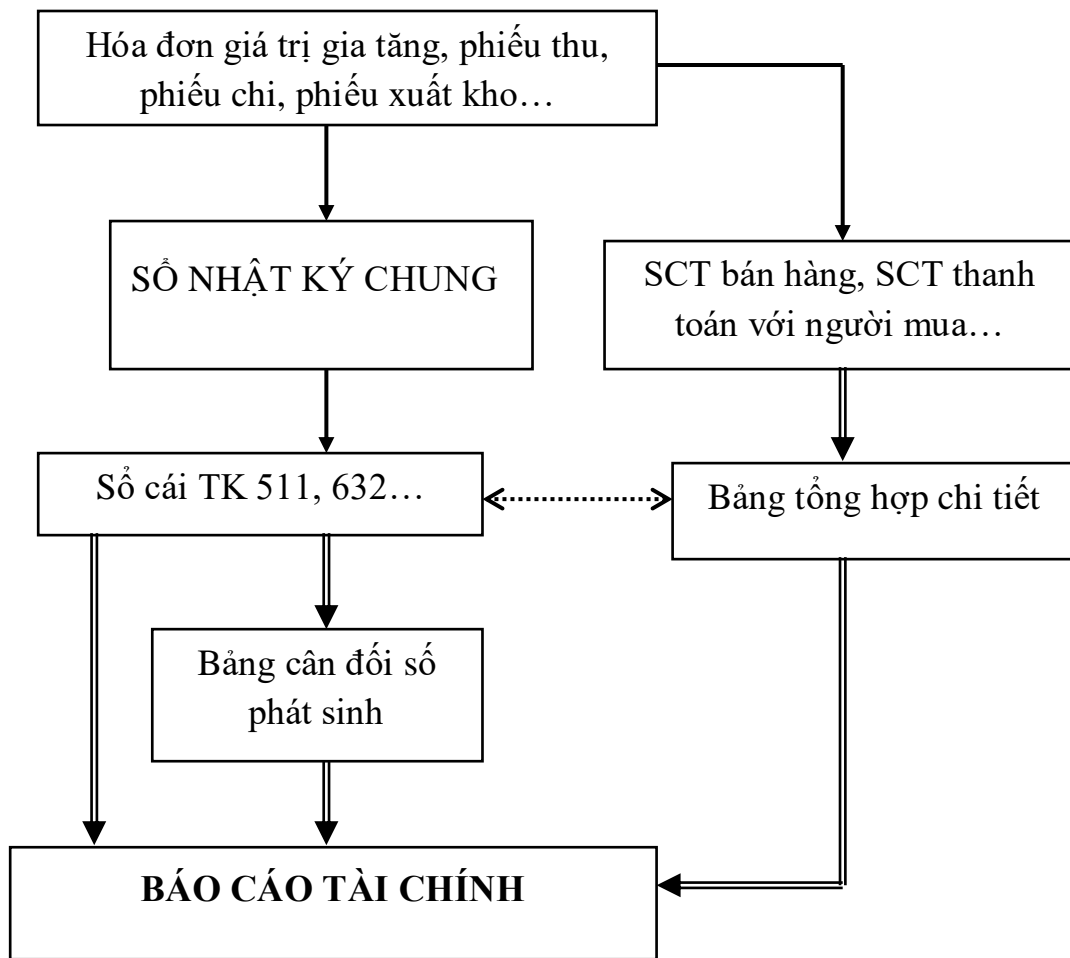 Hóa đơn giá trị gia tăng, phiếu thu,
phiếu chi, phiếu xuất kho…
SỔ NHẬT KÝ CHUNG
SCT bán hàng, SCT thanh
toán với người mua…
Sổ cái TK 511, 632…
Bảng tổng hợp chi tiết
Bảng cân đối số
phát sinh
BÁO CÁO TÀI CHÍNH